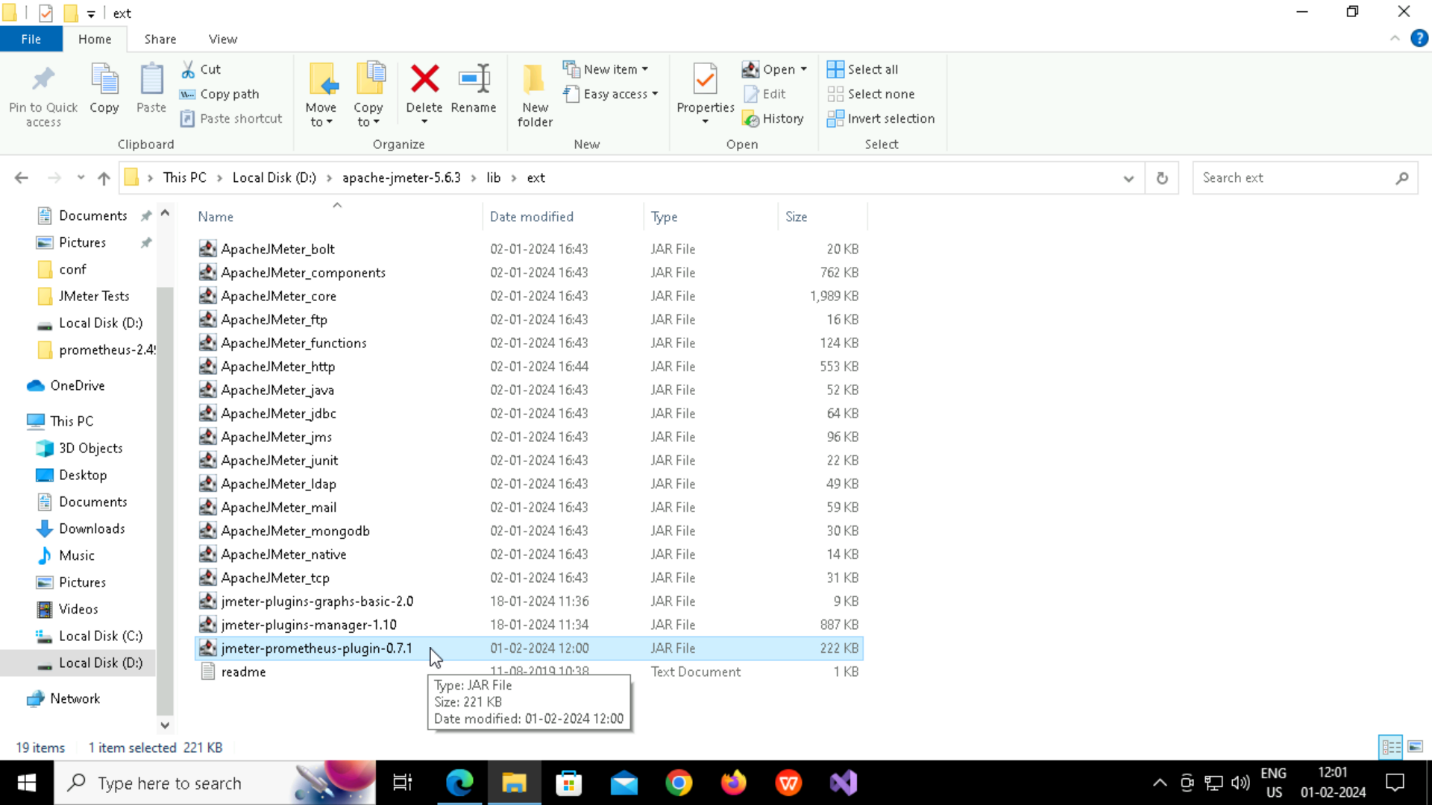 ext
File Home Share View
Pin to Quick access
Copy
Paste
Cut
Copy path
Paste shortcut
Clipboard
Move to
Copy to
Delete
Rename
Organize
New folder
New item
Easy access
New
Properties
Open
Edit
History
Open
Select all
Select none
Invert selection
Select
This PC Local Disk (D:) apache-jmeter-5.6.3 lib ext
Search ext
Documents
Pictures
conf
JMeter Tests
Local Disk (D:)
OneDrive
This PC
3D Objects
Desktop
Documents
Downloads
Music
Pictures
Videos
Local Disk (C:)
Local Disk (D:)
Network
Name Date modified Type Size
ApacheJMeter_bolt 02-01-2024 16:43 JAR File 20 KB
ApacheJMeter_components 02-01-2024 16:43 JAR File 762 KB
ApacheJMeter_core 02-01-2024 16:43 JAR File 1,989 KB
ApacheJMeter_ftp 02-01-2024 16:43 JAR File 16 KB
ApacheJMeter_functions 02-01-2024 16:43 JAR File 124 KB
ApacheJMeter_http 02-01-2024 16:44 JAR File 553 KB
ApacheJMeter_java 02-01-2024 16:43 JAR File 52 KB
ApacheJMeter_jdbc 02-01-2024 16:43 JAR File 64 KB
ApacheJMeter_jms 02-01-2024 16:43 JAR File 96 KB
ApacheJMeter_junit 02-01-2024 16:43 JAR File 22 KB
ApacheJMeter_ldap 02-01-2024 16:43 JAR File 49 KB
ApacheJMeter_mail 02-01-2024 16:43 JAR File 59 KB
ApacheJMeter_mongodb 02-01-2024 16:43 JAR File 30 KB
ApacheJMeter_native 02-01-2024 16:43 JAR File 14 KB
ApacheJMeter_tcp 02-01-2024 16:43 JAR File 31 KB
jmeter-plugins-graphs-basic-2.0 18-01-2024 11:36 JAR File 9 KB
jmeter-plugins-manager-1.10 18-01-2024 11:34 JAR File 887 KB
jmeter-prometheus-plugin-0.7.1 01-02-2024 12:00 JAR File 222 KB
readme 11-08-2019 10:38 Text Document 1 KB
Type: JAR File
Size: 221 KB
Date modified: 01-02-2024 12:00
19 items 1 item selected 221 KB
Type here to search
ENG
US
12:01
01-02-2024